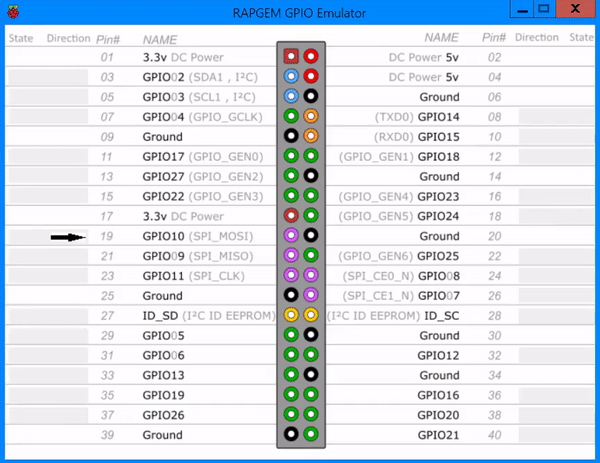 RAPGEM GPIO Emulator
State Direction Pin# NAME NAME Pin# Direction State
01 3.3v DC Power DC Power 5v 02
03 GPIO02 (SDA1 , I²C) DC Power 5v 04
05 GPIO03 (SCL1 , I²C) Ground 06
07 GPIO04 (GPIO_GCLK) (TXD0) GPIO14 08
09 Ground (RXD0) GPIO15 10
11 GPIO17 (GPIO_GEN0) (GPIO_GEN1) GPIO18 12
13 GPIO27 (GPIO_GEN2) Ground 14
15 GPIO22 (GPIO_GEN3) (GPIO_GEN4) GPIO23 16
17 3.3v DC Power (GPIO_GEN5) GPIO24 18
19 GPIO10 (SPI_MOSI) Ground 20
21 GPIO09 (SPI_MISO) (GPIO_GEN6) GPIO25 22
23 GPIO11 (SPI_CLK) (SPI_CE0_N) GPIO08 24
25 Ground (SPI_CE1_N) GPIO07 26
27 ID_SD (I²C ID EEPROM) (I²C ID EEPROM) ID_SC 28
29 GPIO05 Ground 30
31 GPIO06 GPIO12 32
33 GPIO13 Ground 34
35 GPIO19 GPIO16 36
37 GPIO26 GPIO20 38
39 Ground GPIO21 40